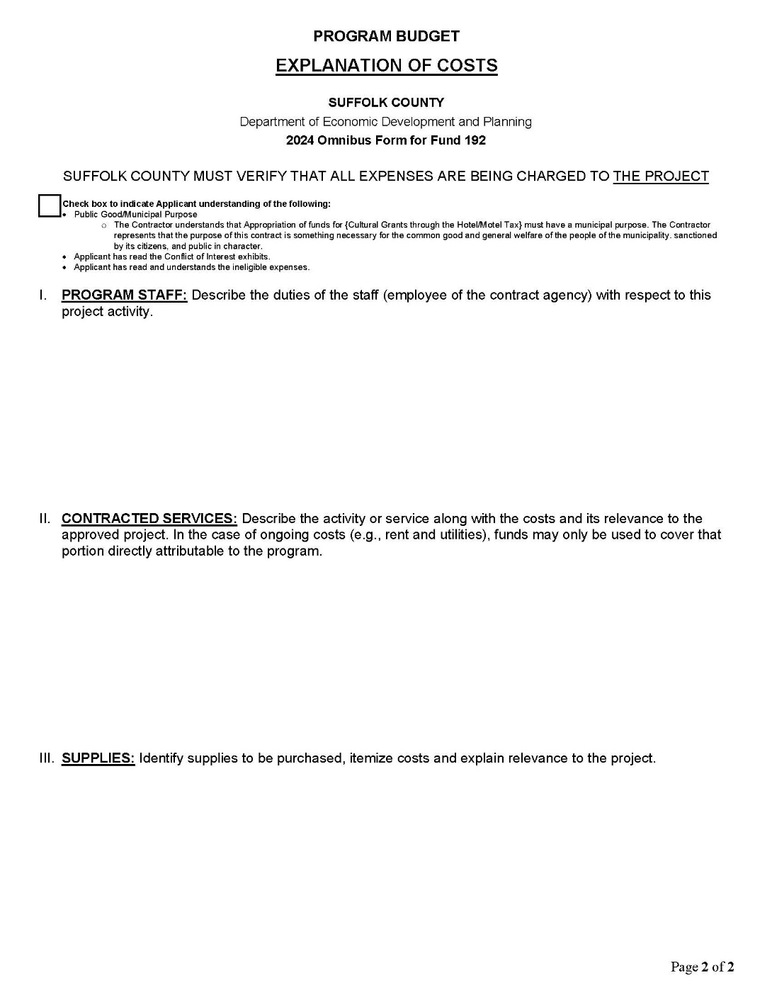 PROGRAM BUDGET
EXPLANATION OF COSTS
SUFFOLK COUNTY
Department of Economic Development and Planning
2024 Omnibus Form for Fund 192
SUFFOLK COUNTY MUST VERIFY THAT ALL EXPENSES ARE BEING CHARGED TO THE PROJECT
Check box to indicate Applicant understanding of the following:
• Public Good/Municipal Purpose
o The Contractor understands that Appropriation of funds for {Cultural Grants through the Hotel/Motel Tax} must have a municipal purpose. The Contractor
represents that the purpose of this contract is something necessary for the common good and general welfare of the people of the municipality. sanctioned
by its citizens, and public in character.
• Applicant has read the Conflict of Interest exhibits.
• Applicant has read and understands the ineligible expenses.
I. PROGRAM STAFF: Describe the duties of the staff (employee of the contract agency) with respect to this
project activity.
II. CONTRACTED SERVICES: Describe the activity or service along with the costs and its relevance to the
approved project. In the case of ongoing costs (e.g., rent and utilities), funds may only be used to cover that
portion directly attributable to the program.
III. SUPPLIES: Identify supplies to be purchased, itemize costs and explain relevance to the project.
Page 2 of 2